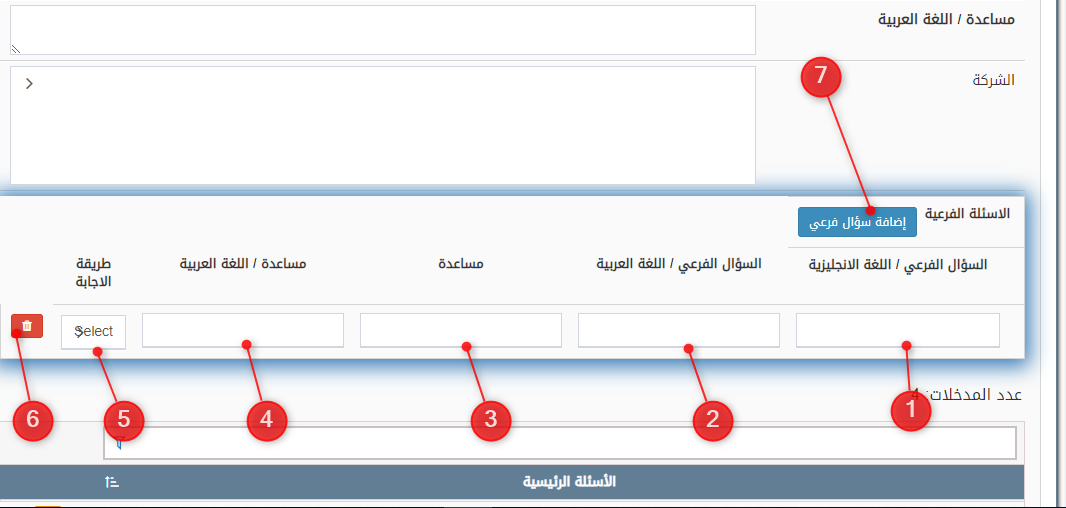 مساعدة / اللغة العربية
الشركة
7
الاسئلة الفرعية
إضافة سؤال فرعي
السؤال الفرعي / اللغة الانجليزية
السؤال الفرعي / اللغة العربية
مساعدة
مساعدة / اللغة العربية
طريقة
الاجابة
Select
عدد المدخلات: 4
1
2
3
4
5
6
الأسئلة الرئيسية